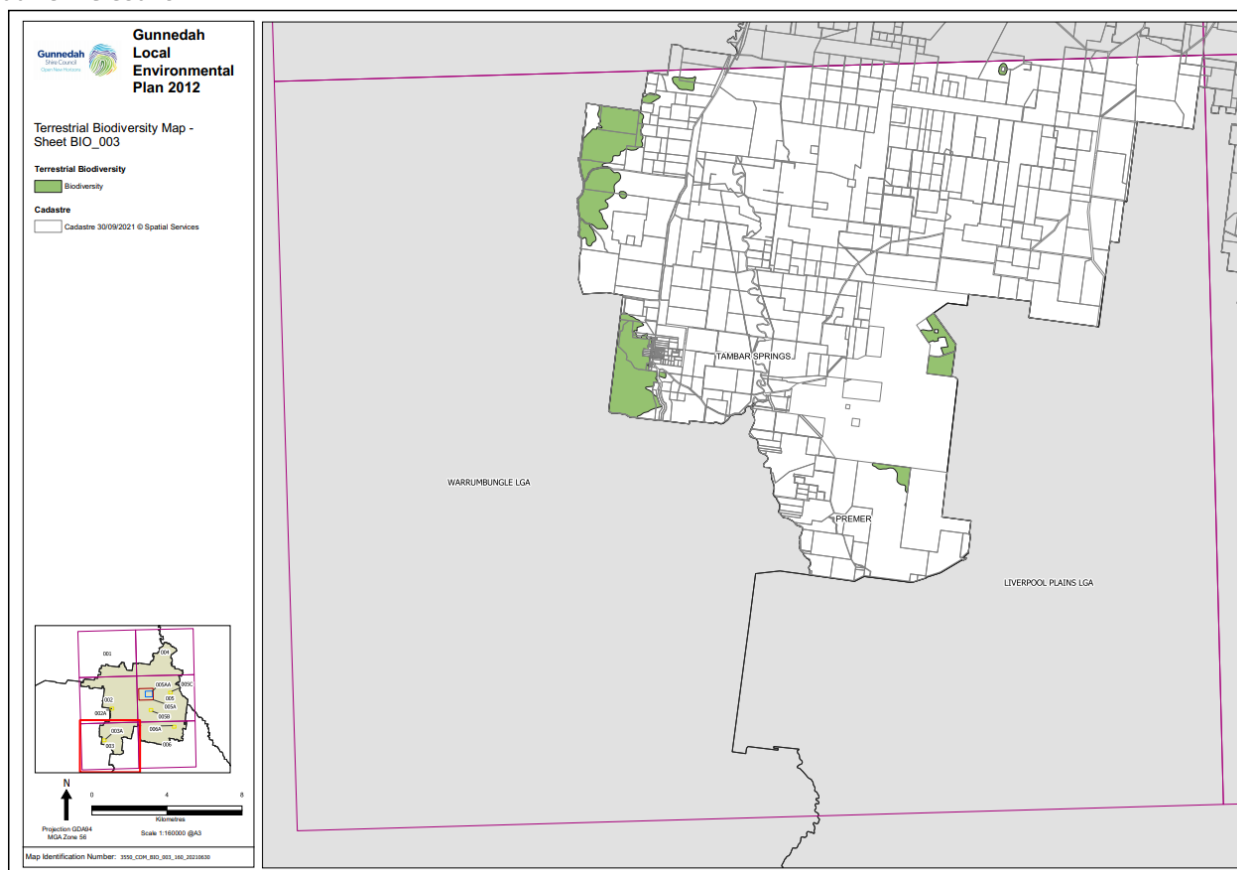 Gunnedah
Shire Council
Gunnedah
Local
Environmental
Plan 2012
Terrestrial Biodiversity Map -
Sheet BIO_003
Terrestrial Biodiversity
Biodiversity
Cadastre
Cadastre 30/09/2021 © Spatial Services
TAMBAR SPRINGS
WARRUMBUNGLE LGA
PREMER
LIVERPOOL PLAINS LGA
001
004
005AA
005C
002
005
005A
002A
005B
003A
006A
003
006
N
0 4 8
Kilometres
Projection GDA94
MGA Zone 56
Scale 1:160000 @A3
Map Identification Number: 3550_COM_BIO_003_160_20210630